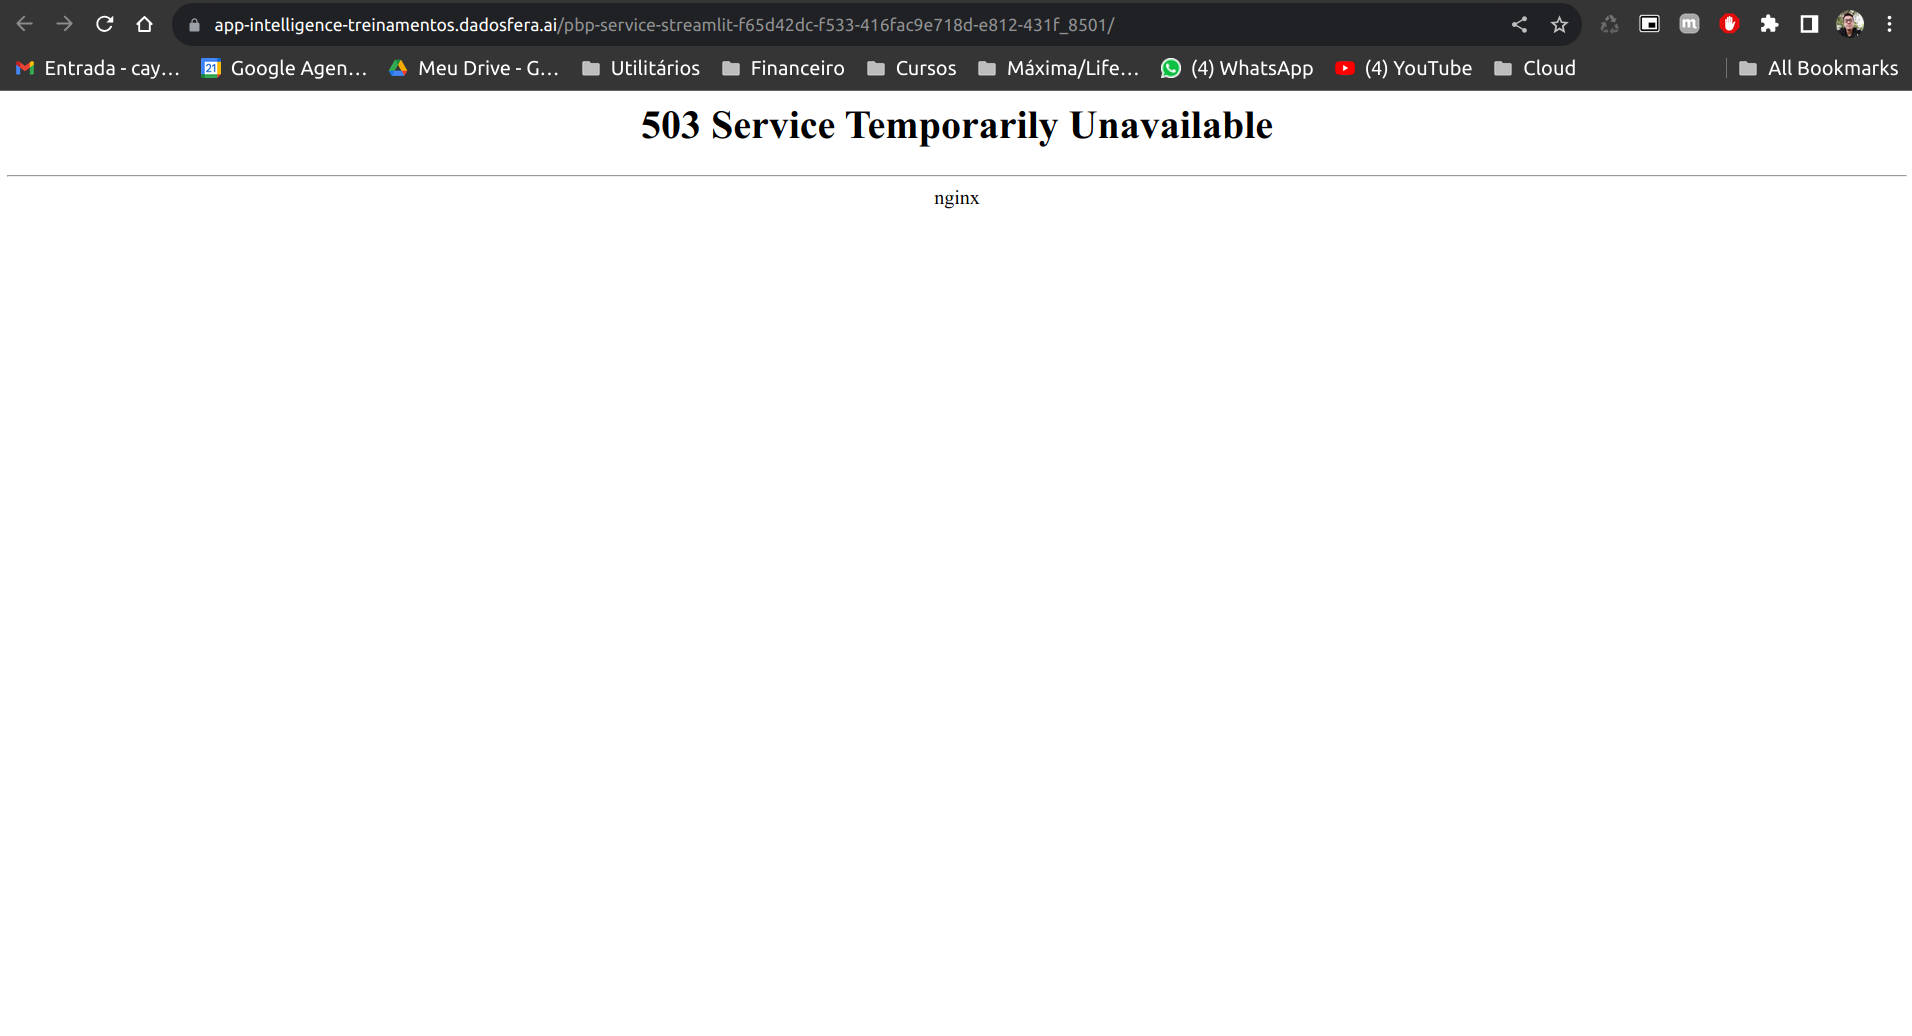 app-intelligence-treinamentos.dadosfera.ai/pbp-service-streamlit-f65d42dc-f533-416fac9e718d-e812-431f_8501/
m
Entrada - cay... 21 Google Agen... Meu Drive - G... Utilitários Financeiro Cursos Máxima/Life... (4) WhatsApp (4) YouTube Cloud All Bookmarks
503 Service Temporarily Unavailable
nginx